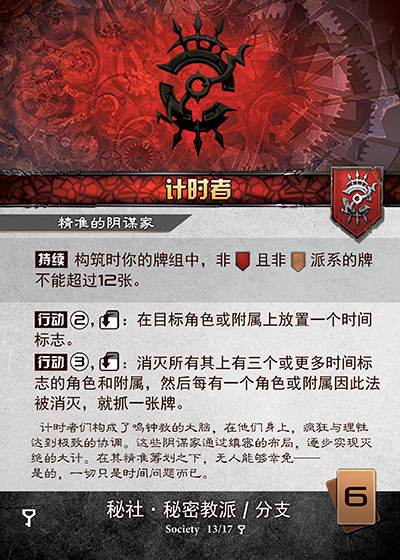 计时者
精准的阴谋家
持续 构筑时你的牌组中，非 且非 派系的牌
不能超过12张。
行动 ②，：在目标角色或附属上放置一个时间
标志。
行动 ③，：消灭所有其上有三个或更多时间标
志的角色和附属，然后每有一个角色或附属因此法
被消灭，就抓一张牌。
计时者们构成了鸣钟教的大脑，在他们身上，疯狂与理性
达到极致的协调。这些阴谋家通过缜密的布局，逐步实现灭
绝的大计。在其精准筹划之下，无人能够幸免——
是的，一切只是时间问题而已。
6
秘社·秘密教派 / 分支
Society 13/17